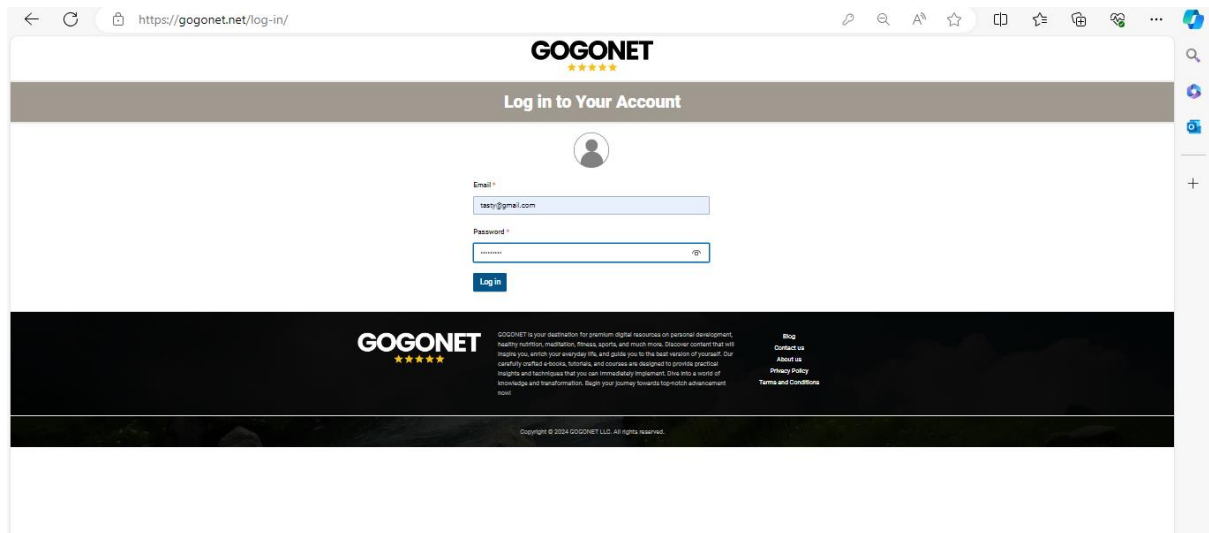 https://gogonet.net/log-in/
GOGONET
Log in to Your Account
Email *
tasty@gmail.com
Password *
Log in
GOGONET
GOGONET is your destination for premium digital resources on personal development,
healthy nutrition, meditation, fitness, sports, and much more. Discover content that will
inspire you, enrich your everyday life, and guide you to the best version of yourself. Our
carefully crafted e-books, tutorials, and courses are designed to provide practical
insights and techniques that you can immediately implement. Dive into a world of
knowledge and transformation. Begin your journey towards top-notch advancement
now!
Blog
Contact us
About us
Privacy Policy
Terms and Conditions
Copyright © 2024 GOGONET LLC. All rights reserved.